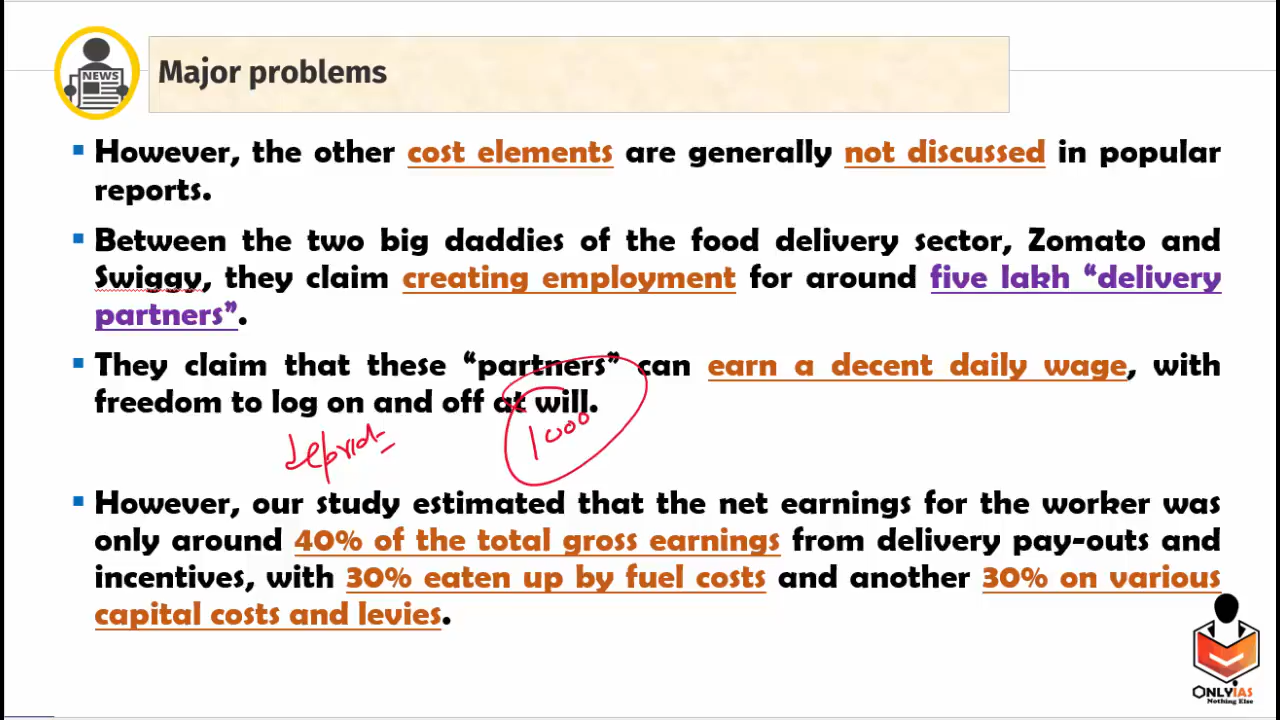 NEWS
Major problems
▪ However, the other cost elements are generally not discussed in popular
reports.
▪ Between the two big daddies of the food delivery sector, Zomato and
Swiggy, they claim creating employment for around five lakh “delivery
partners”.
▪ They claim that these “partners” can earn a decent daily wage, with
freedom to log on and off at will.
1000
▪ However, our study estimated that the net earnings for the worker was
only around 40% of the total gross earnings from delivery pay-outs and
incentives, with 30% eaten up by fuel costs and another 30% on various
capital costs and levies.
ONLYIAS
Nothing Else